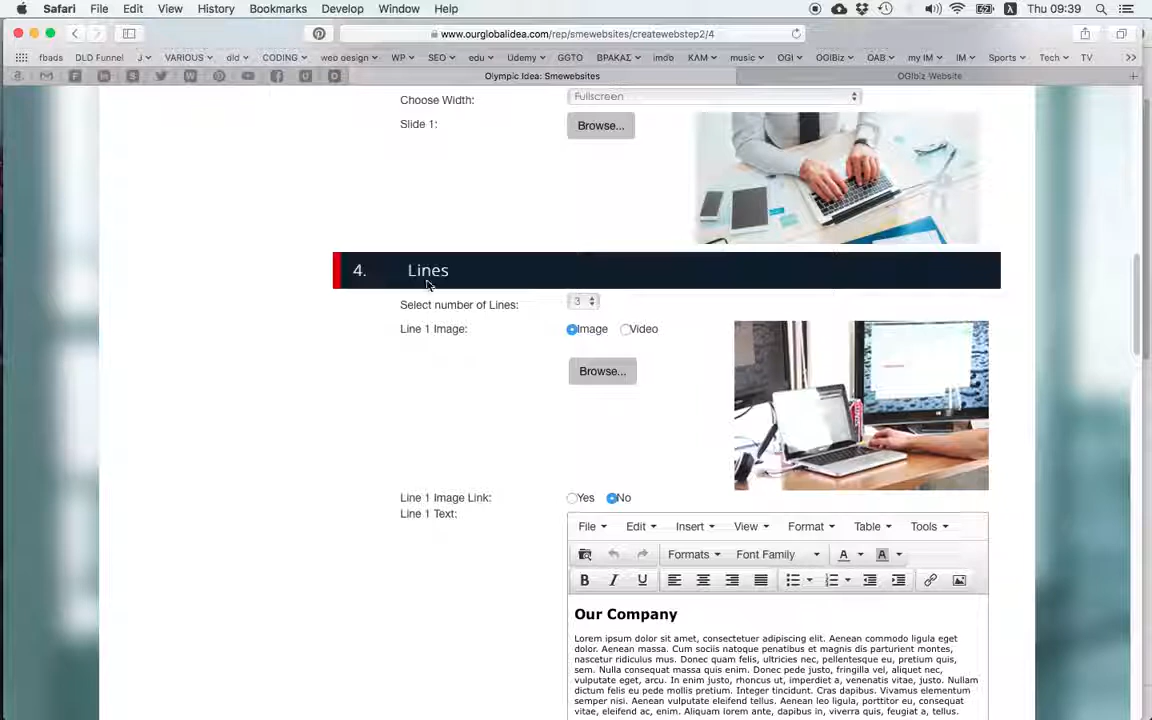 Safari File Edit View History Bookmarks Develop Window Help Thu 09:39
www.ourglobalidea.com/rep/smewebsites/createwebstep2/4
fbads DLD Funnel J VARIOUS dld CODING web design WP SEO edu Udemy GGTO ΒΡΑΚΑΣ imdo ΚΛΜ music OGI OGIBiz OAB my IM IM Sports Tech TV
Olympic Idea: Smewebsites OGIbiz Website
Choose Width: Fullscreen
Slide 1: Browse...
4. Lines
Select number of Lines: 3
Line 1 Image: Image Video
Browse...
Line 1 Image Link: Yes No
Line 1 Text:
File Edit Insert View Format Table Tools
Formats Font Family A A
B I U
Our Company
Lorem ipsum dolor sit amet, consectetuer adipiscing elit. Aenean commodo ligula eget
dolor. Aenean massa. Cum sociis natoque penatibus et magnis dis parturient montes,
nascetur ridiculus mus. Donec quam felis, ultricies nec, pellentesque eu, pretium quis,
sem. Nulla consequat massa quis enim. Donec pede justo, fringilla vel, aliquet nec,
vulputate eget, arcu. In enim justo, rhoncus ut, imperdiet a, venenatis vitae, justo. Nullam
dictum felis eu pede mollis pretium. Integer tincidunt. Cras dapibus. Vivamus elementum
semper nisi. Aenean vulputate eleifend tellus. Aenean leo ligula, porttitor eu, consequat
vitae, eleifend ac, enim. Aliquam lorem ante, dapibus in, viverra quis, feugiat a, tellus.